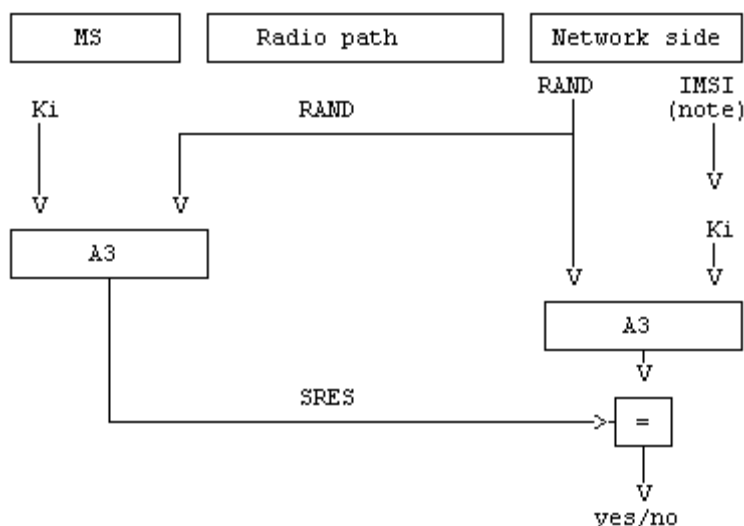 MS
Radio path
Network side
RAND
IMSI
(note)
Ki
RAND
Ki
A3
A3
SRES
=
yes/no